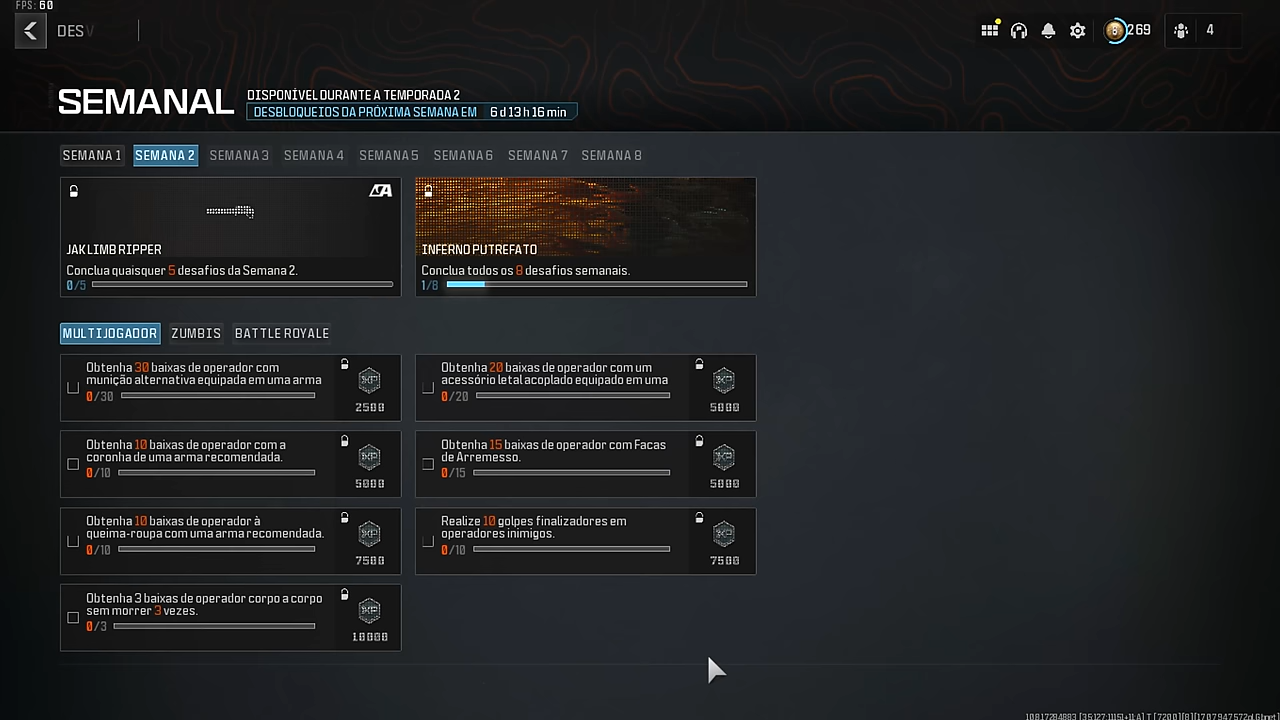 FPS: 60
DESV
269
4
SEMANAL
DISPONÍVEL DURANTE A TEMPORADA 2
DESBLOQUEIOS DA PRÓXIMA SEMANA EM 6 d 13 h 16 min
SEMANA 1 SEMANA 2 SEMANA 3 SEMANA 4 SEMANA 5 SEMANA 6 SEMANA 7 SEMANA 8
JAK LIMB RIPPER
Conclua quaisquer 5 desafios da Semana 2.
0/5
INFERNO PUTREFATO
Conclua todos os 8 desafios semanais.
1/8
MULTIJOGADOR ZUMBIS BATTLE ROYALE
Obtenha 30 baixas de operador com
munição alternativa equipada em uma arma
0/30
XP
2500
Obtenha 20 baixas de operador com um
acessório letal acoplado equipado em uma
0/20
XP
5000
Obtenha 10 baixas de operador com a
coronha de uma arma recomendada.
0/10
XP
5000
Obtenha 15 baixas de operador com Facas
de Arremesso.
0/15
XP
5000
Obtenha 10 baixas de operador à
queima-roupa com uma arma recomendada.
0/10
XP
7500
Realize 10 golpes finalizadores em
operadores inimigos.
0/10
XP
7500
Obtenha 3 baixas de operador corpo a corpo
sem morrer 3 vezes.
0/3
XP
10000